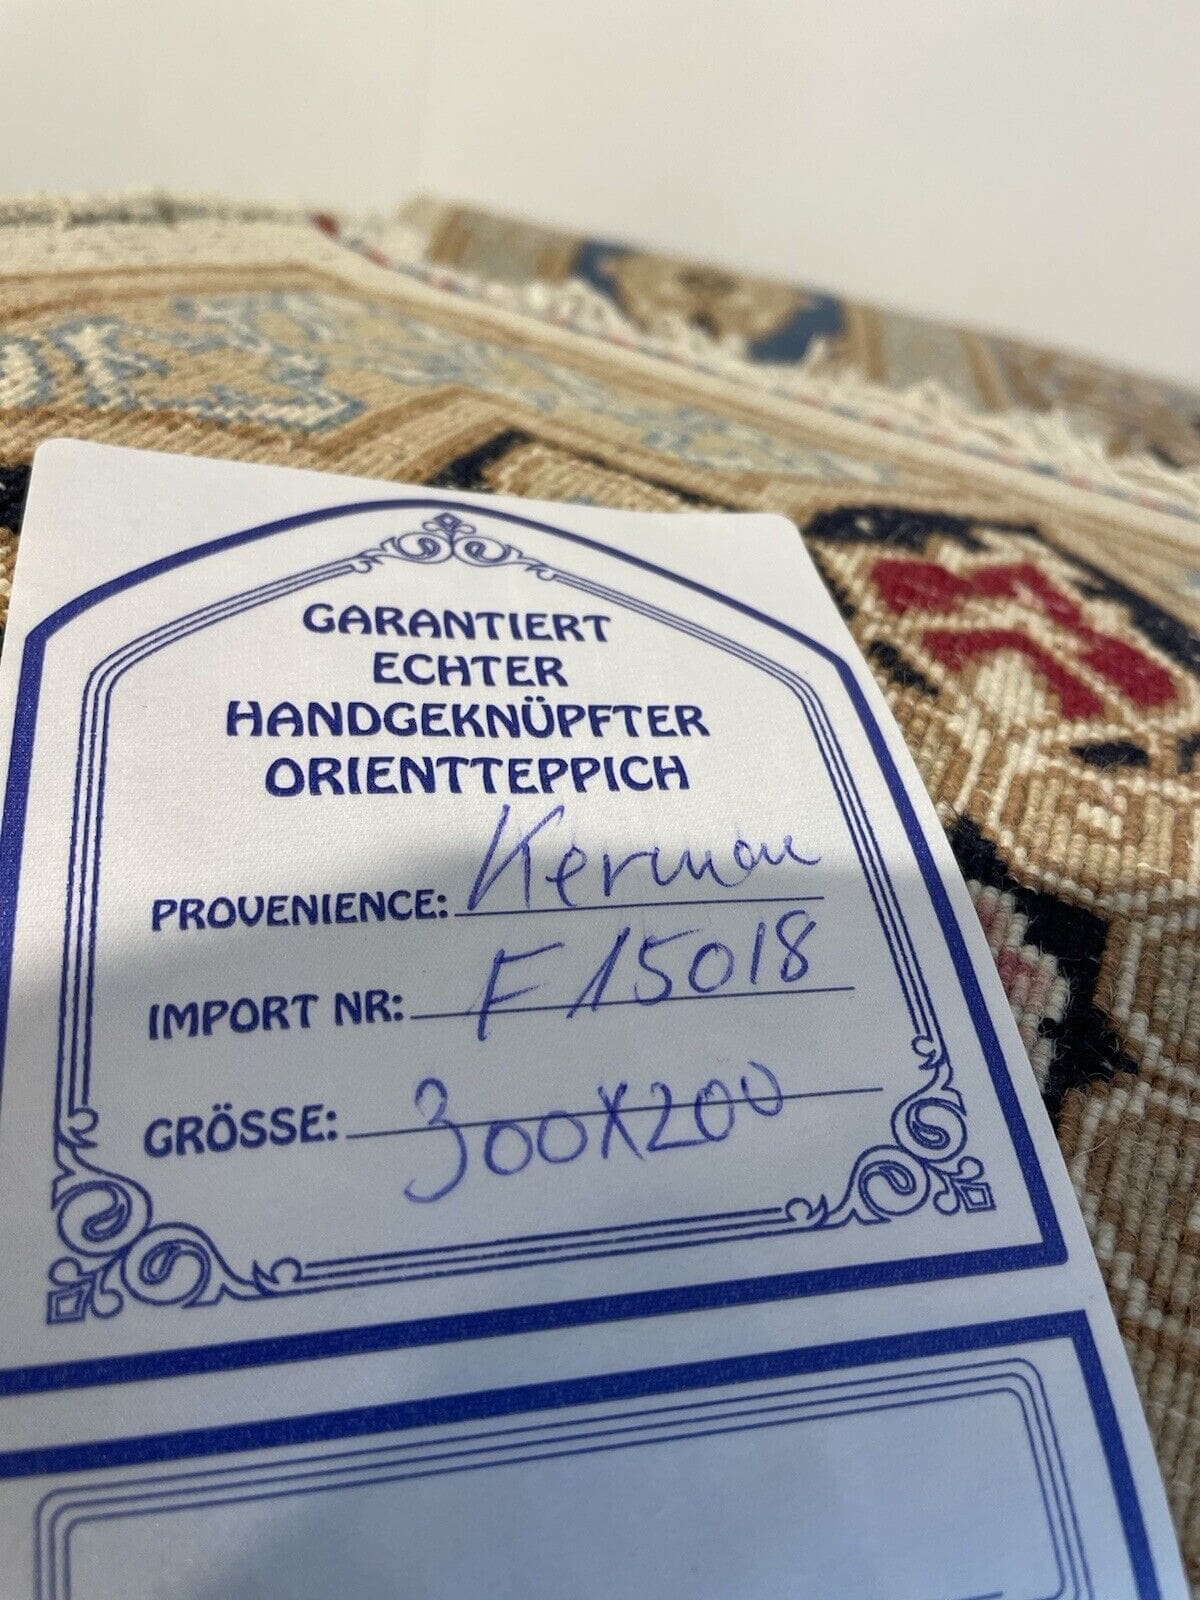 GARANTIERT
ECHTER
HANDGEKNÜPFTER
ORIENTTEPPICH
PROVENIENCE: Kerman
IMPORT NR: F15018
GRÖSSE: 300X200